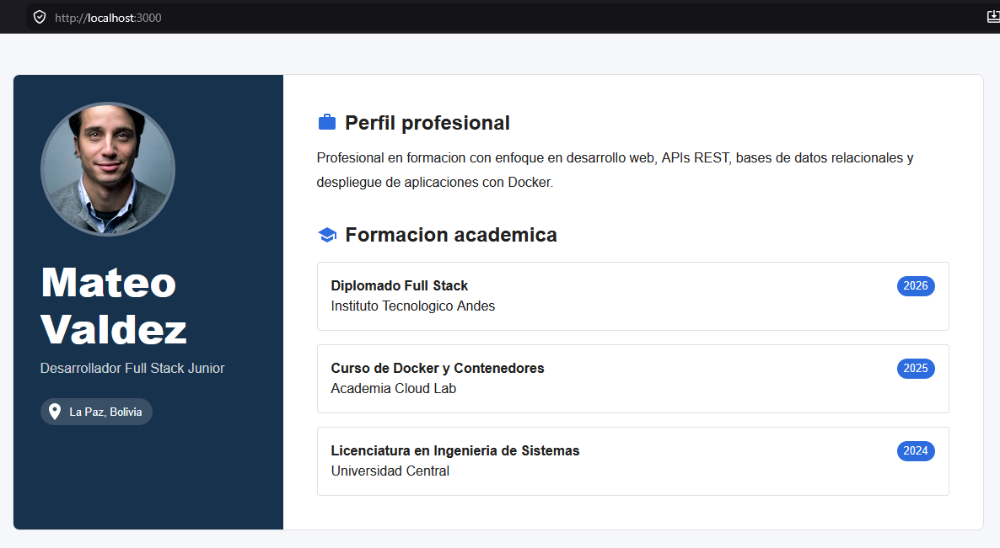 http://localhost:3000
Mateo
Valdez
Desarrollador Full Stack Junior
La Paz, Bolivia
Perfil profesional
Profesional en formacion con enfoque en desarrollo web, APIs REST, bases de datos relacionales y
despliegue de aplicaciones con Docker.
Formacion academica
Diplomado Full Stack
2026
Instituto Tecnologico Andes
Curso de Docker y Contenedores
2025
Academia Cloud Lab
Licenciatura en Ingenieria de Sistemas
2024
Universidad Central